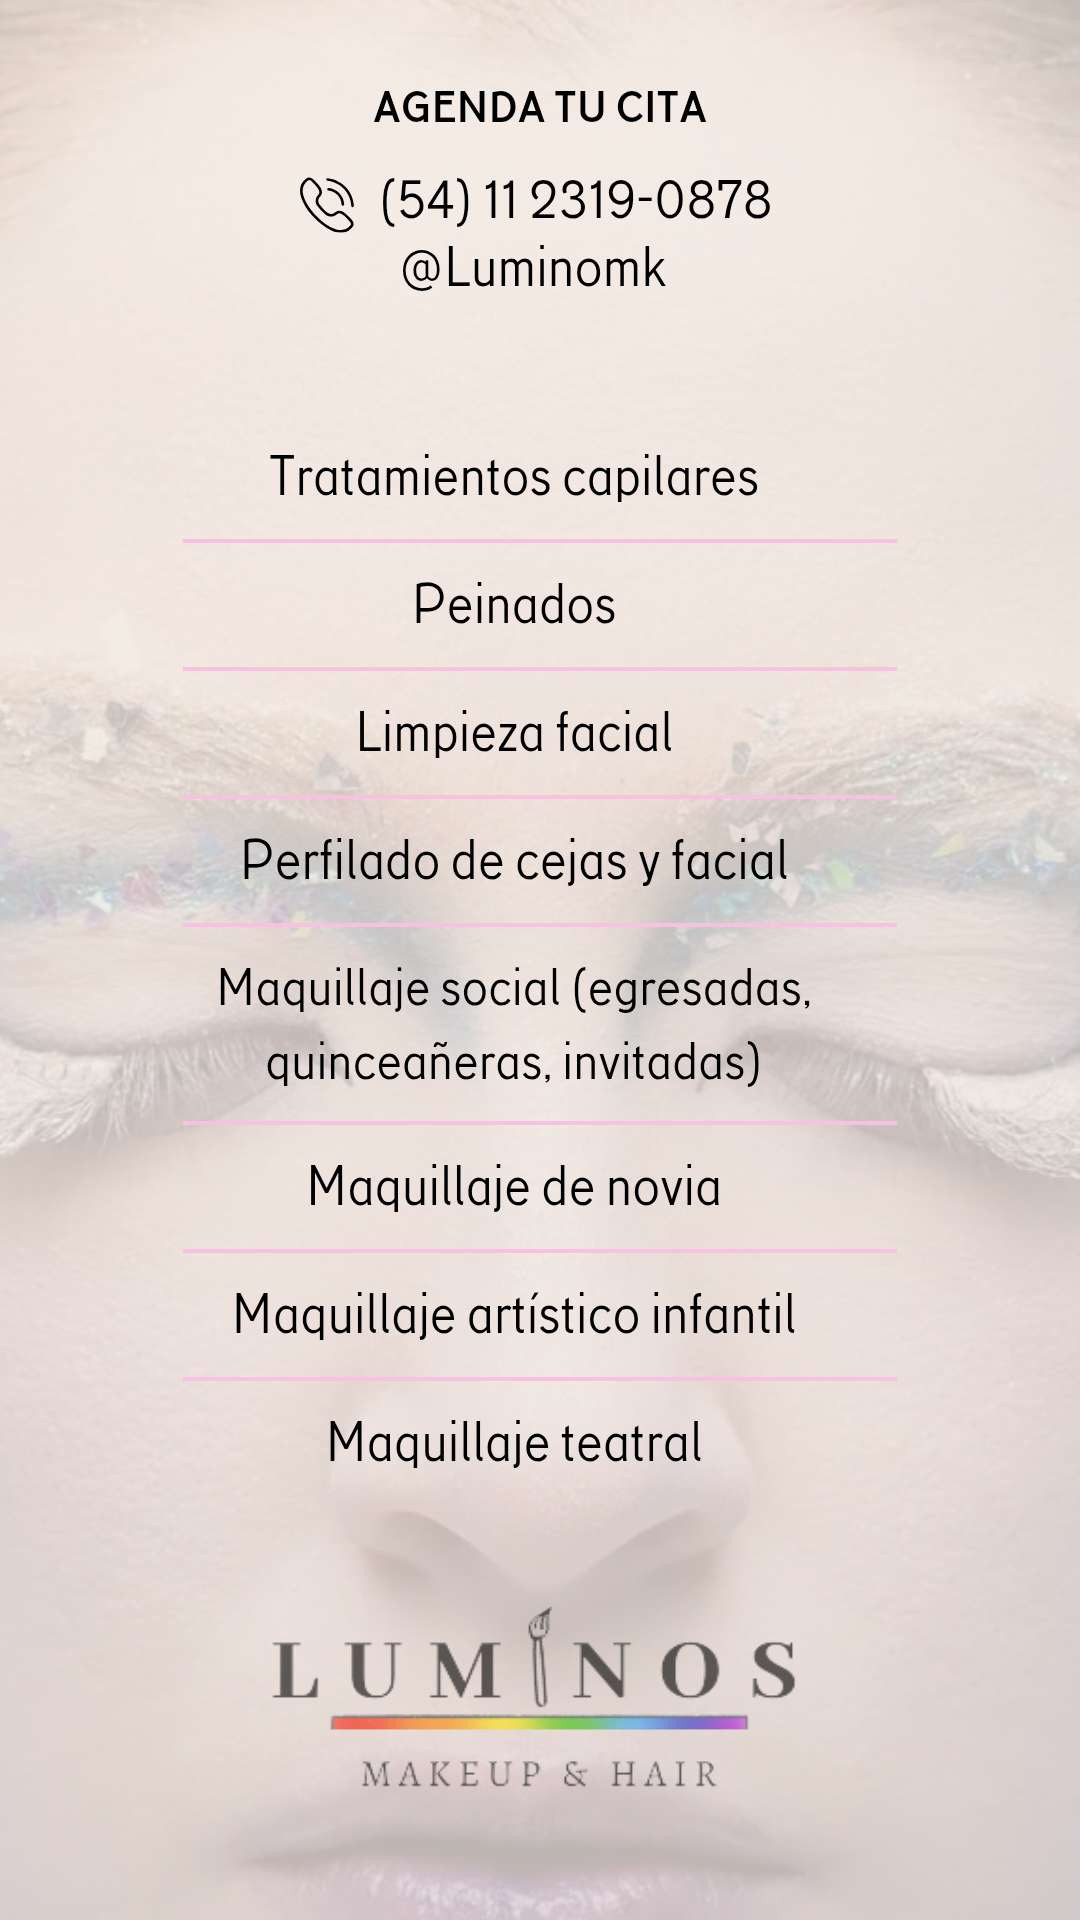 AGENDA TU CITA
(54) 11 2319-0878
@Luminomk
Tratamientos capilares
Peinados
Limpieza facial
Perfilado de cejas y facial
Maquillaje social (egresadas,
quinceañeras, invitadas)
Maquillaje de novia
Maquillaje artístico infantil
Maquillaje teatral
LUMINOS
MAKEUP & HAIR